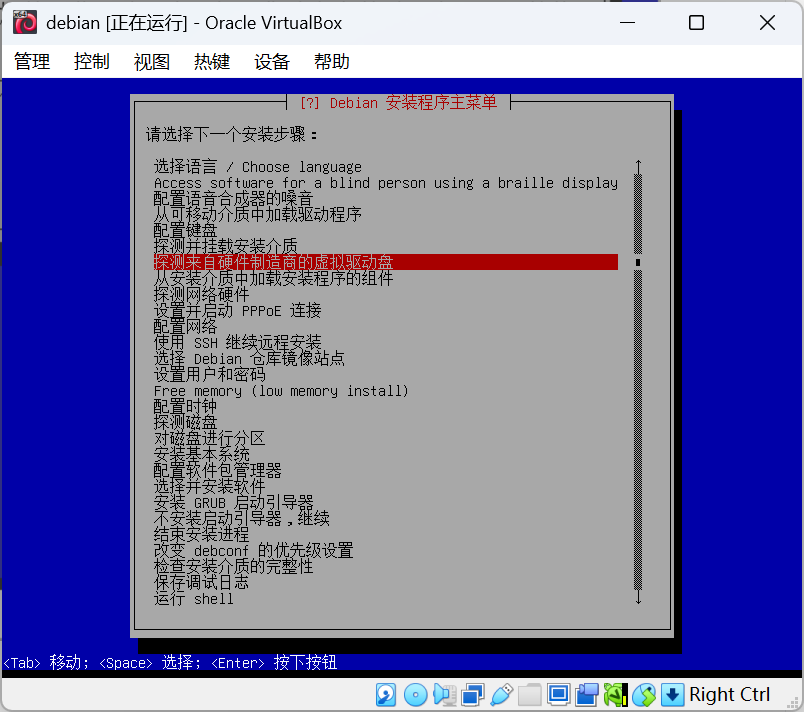 debian [正在运行] - Oracle VirtualBox
管理 控制 视图 热键 设备 帮助
[?] Debian 安装程序主菜单
请选择下一个安装步骤：
选择语言 / Choose language
Access software for a blind person using a braille display
配置语音合成器的嗓音
从可移动介质中加载驱动程序
配置键盘
探测并挂载安装介质
探测来自硬件制造商的虚拟驱动盘
从安装介质中加载安装程序的组件
探测网络硬件
设置并启动 PPPoE 连接
配置网络
使用 SSH 继续远程安装
选择 Debian 仓库镜像站点
设置用户和密码
Free memory (low memory install)
配置时钟
探测磁盘
对磁盘进行分区
安装基本系统
配置软件包管理器
选择并安装软件
安装 GRUB 启动引导器
不安装启动引导器，继续
结束安装进程
改变 debconf 的优先级设置
检查安装介质的完整性
保存调试日志
运行 shell
<Tab> 移动; <Space> 选择; <Enter> 按下按钮
Right Ctrl